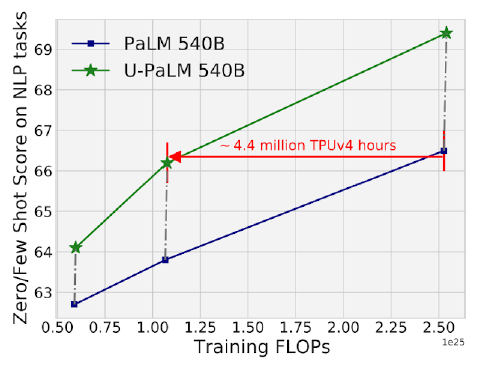 Zero/Few Shot Score on NLP tasks
69
68
67
66
65
64
63
PaLM 540B
U-PaLM 540B
~ 4.4 million TPUv4 hours
0.50 0.75 1.00 1.25 1.50 1.75 2.00 2.25 2.50
1e25
Training FLOPs